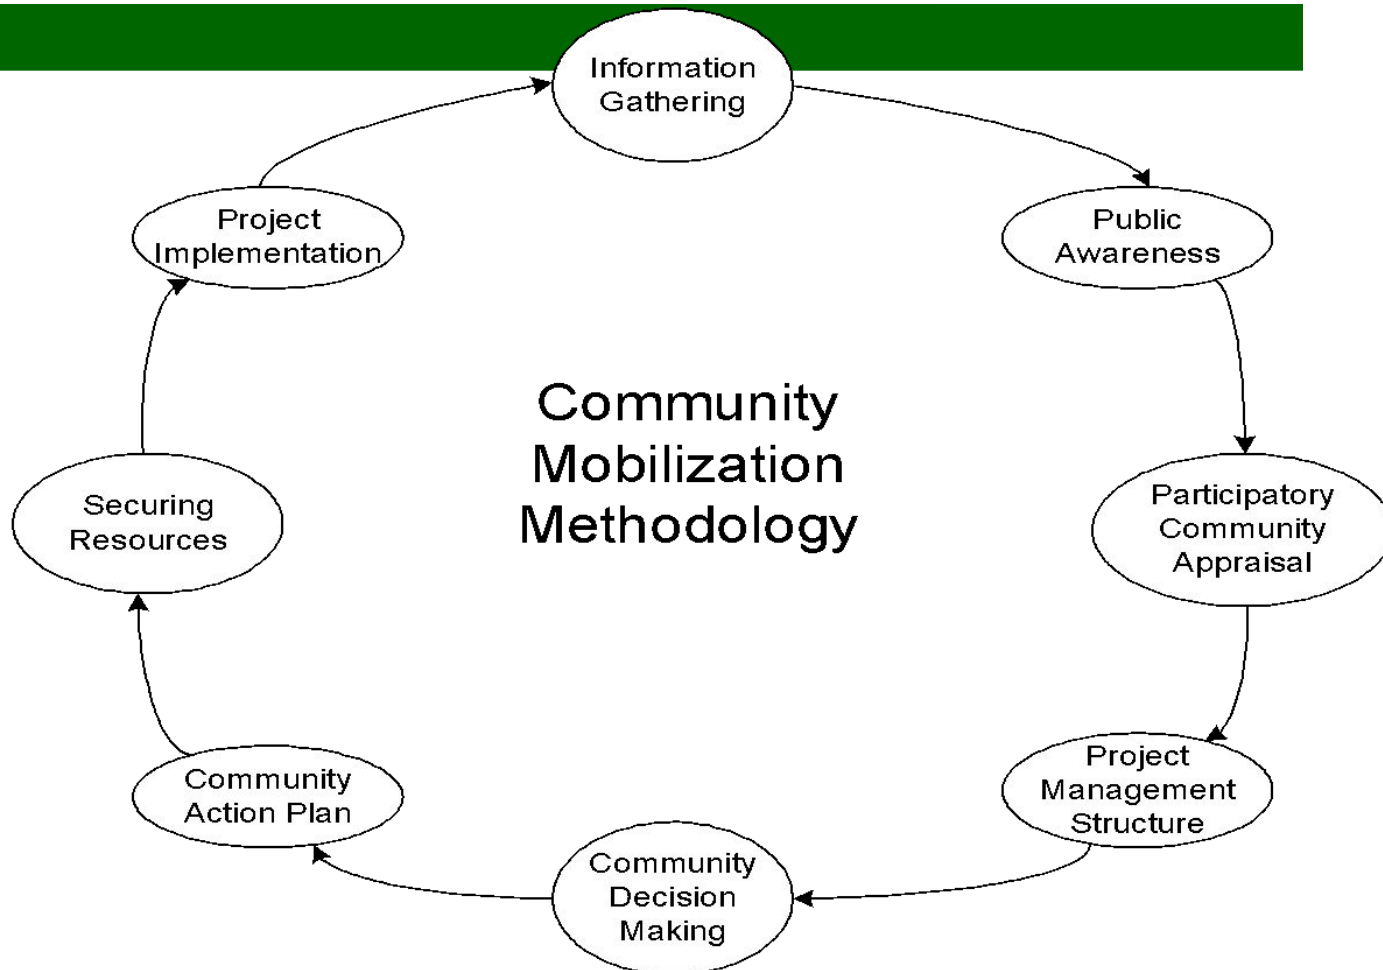 Information
Gathering
Public
Awareness
Participatory
Community
Appraisal
Project
Management
Structure
Community
Decision
Making
Community
Action Plan
Securing
Resources
Project
Implementation
Community
Mobilization
Methodology